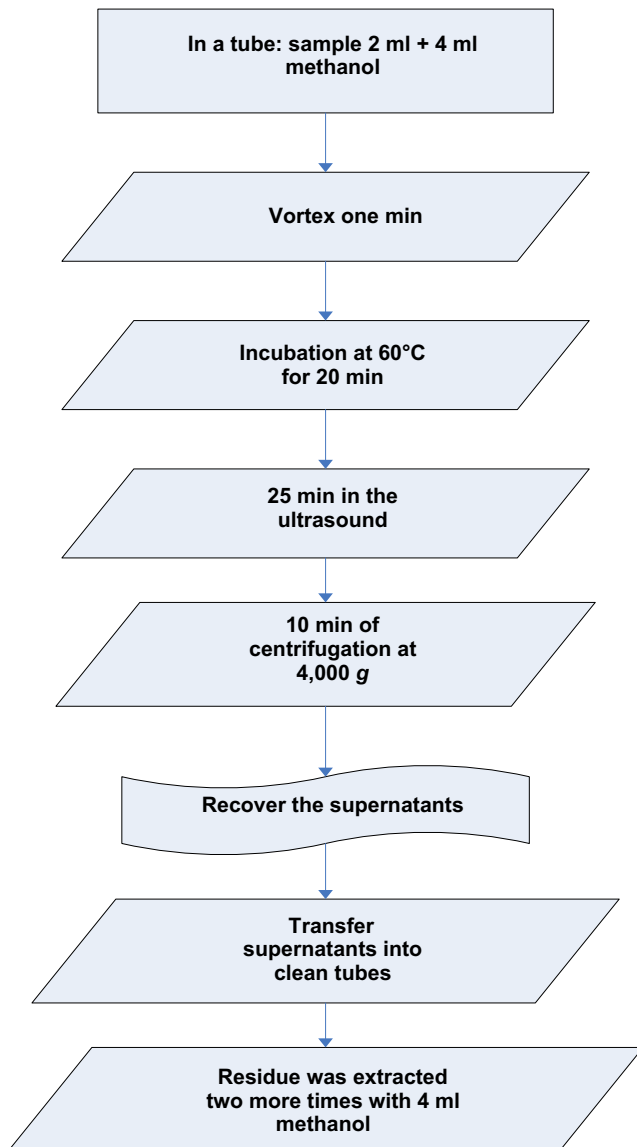 In a tube: sample 2 ml + 4 ml
methanol
Vortex one min
Incubation at 60°C
for 20 min
25 min in the
ultrasound
10 min of
centrifugation at
4,000 g
Recover the supernatants
Transfer
supernatants into
clean tubes
Residue was extracted
two more times with 4 ml
methanol